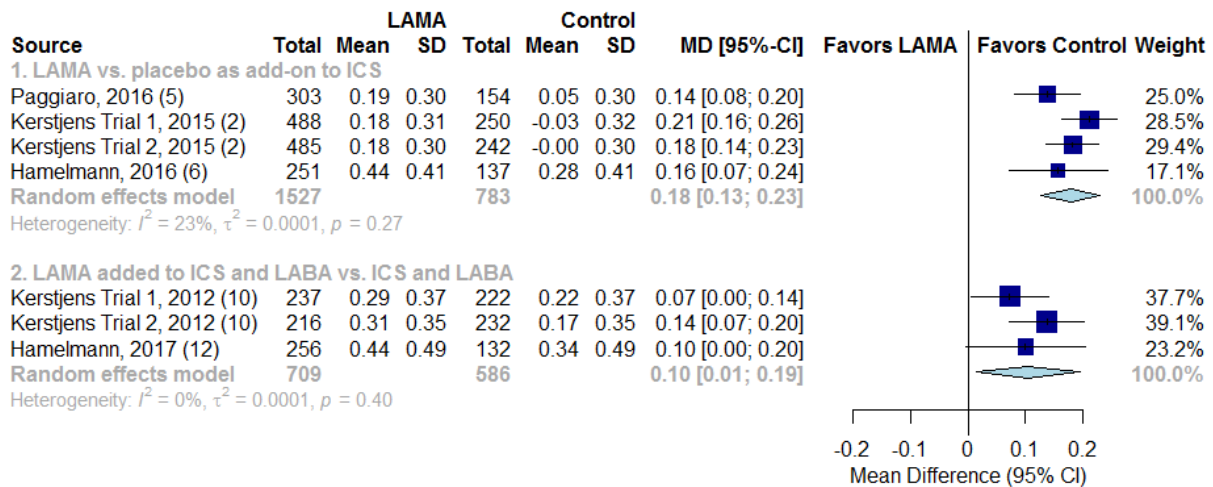 LAMA Control
Source Total Mean SD Total Mean SD MD [95%-CI] Favors LAMA Favors Control Weight
1. LAMA vs. placebo as add-on to ICS
Paggiaro, 2016 (5) 303 0.19 0.30 154 0.05 0.30 0.14 [0.08; 0.20] 25.0%
Kerstjens Trial 1, 2015 (2) 488 0.18 0.31 250 -0.03 0.32 0.21 [0.16; 0.26] 28.5%
Kerstjens Trial 2, 2015 (2) 485 0.18 0.30 242 -0.00 0.30 0.18 [0.14; 0.23] 29.4%
Hamelmann, 2016 (6) 251 0.44 0.41 137 0.28 0.41 0.16 [0.07; 0.24] 17.1%
Random effects model 1527 783 0.18 [0.13; 0.23] 100.0%
Heterogeneity: I² = 23%, τ² = 0.0001, p = 0.27
2. LAMA added to ICS and LABA vs. ICS and LABA
Kerstjens Trial 1, 2012 (10) 237 0.29 0.37 222 0.22 0.37 0.07 [0.00; 0.14] 37.7%
Kerstjens Trial 2, 2012 (10) 216 0.31 0.35 232 0.17 0.35 0.14 [0.07; 0.20] 39.1%
Hamelmann, 2017 (12) 256 0.44 0.49 132 0.34 0.49 0.10 [0.00; 0.20] 23.2%
Random effects model 709 586 0.10 [0.01; 0.19] 100.0%
Heterogeneity: I² = 0%, τ² = 0.0001, p = 0.40
-0.2 -0.1 0 0.1 0.2
Mean Difference (95% CI)